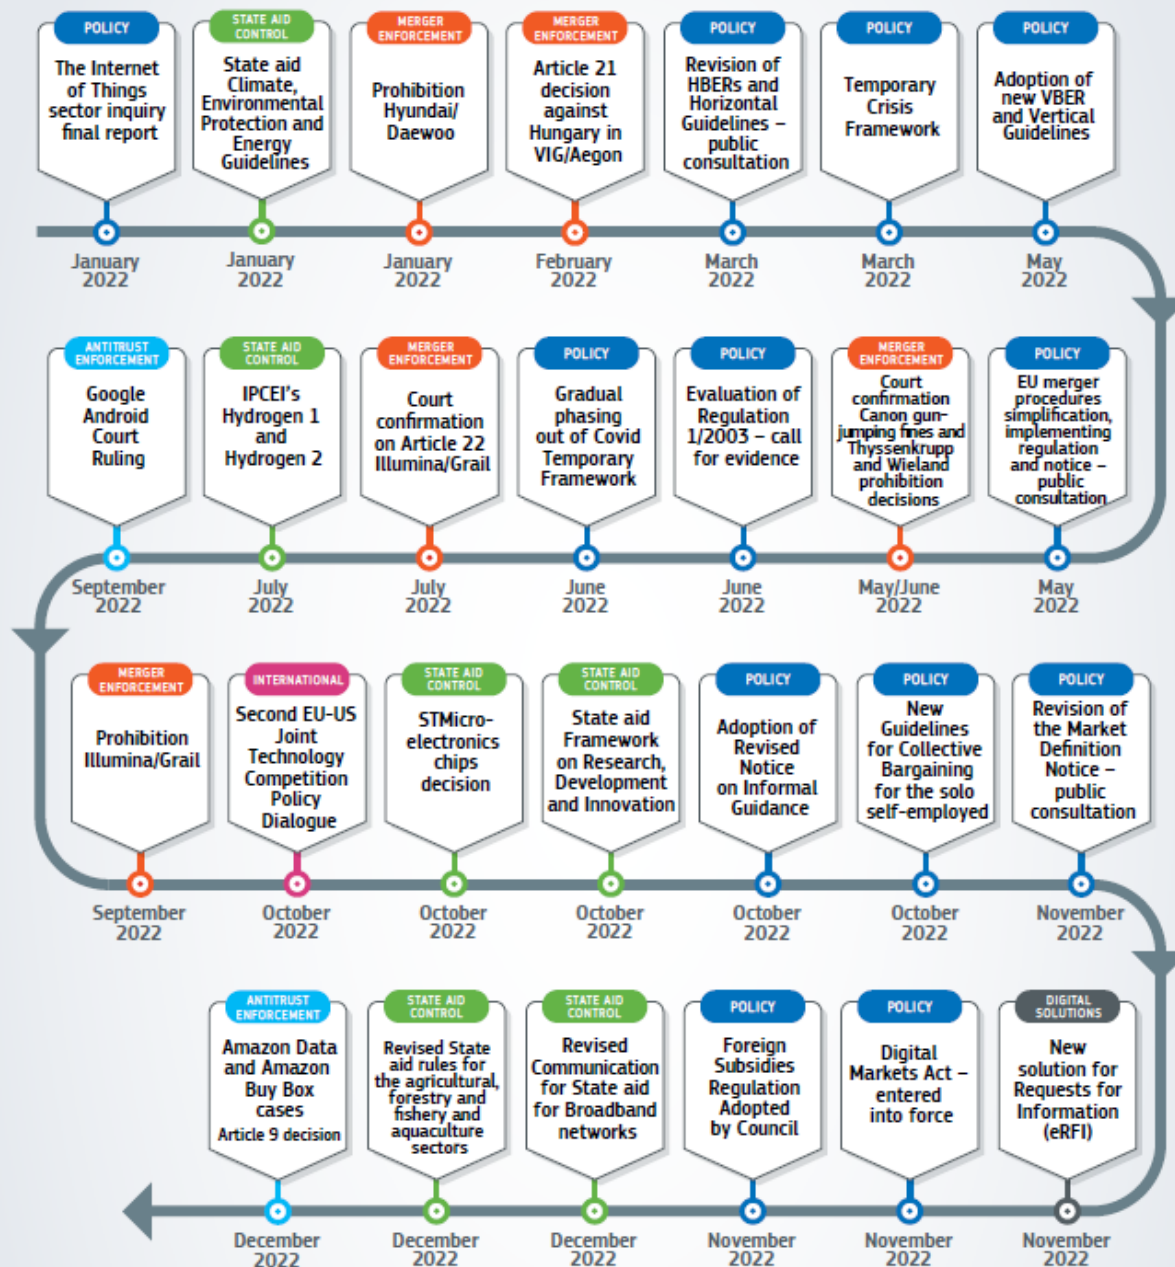 POLICY
The Internet
of Things
sector inquiry
final report
January
2022
STATE AID
CONTROL
State aid
Climate,
Environmental
Protection and
Energy
Guidelines
January
2022
MERGER
ENFORCEMENT
Prohibition
Hyundai/
Daewoo
January
2022
MERGER
ENFORCEMENT
Article 21
decision
against
Hungary in
VIG/Aegon
February
2022
POLICY
Revision of
HBERs and
Horizontal
Guidelines –
public
consultation
March
2022
POLICY
Temporary
Crisis
Framework
March
2022
POLICY
Adoption of
new VBER
and Vertical
Guidelines
May
2022
ANTITRUST
ENFORCEMENT
Google
Android
Court
Ruling
September
2022
STATE AID
CONTROL
IPCEI's
Hydrogen 1
and
Hydrogen 2
July
2022
MERGER
ENFORCEMENT
Court
confirmation
on Article 22
Illumina/Grail
July
2022
POLICY
Gradual
phasing
out of Covid
Temporary
Framework
June
2022
POLICY
Evaluation of
Regulation
1/2003 – call
for evidence
June
2022
MERGER
ENFORCEMENT
Court
confirmation
Canon gun-
jumping fines and
Thyssenkrupp
and Wieland
prohibition
decisions
May/June
2022
POLICY
EU merger
procedures
simplification,
implementing
regulation
and notice –
public
consultation
May
2022
MERGER
ENFORCEMENT
Prohibition
Illumina/Grail
September
2022
INTERNATIONAL
Second EU-US
Joint
Technology
Competition
Policy
Dialogue
October
2022
STATE AID
CONTROL
STMicro-
electronics
chips
decision
October
2022
STATE AID
CONTROL
State aid
Framework
on Research,
Development
and Innovation
October
2022
POLICY
Adoption of
Revised
Notice
on Informal
Guidance
October
2022
POLICY
New
Guidelines
for Collective
Bargaining
for the solo
self-employed
October
2022
POLICY
Revision of
the Market
Definition
Notice –
public
consultation
November
2022
ANTITRUST
ENFORCEMENT
Amazon Data
and Amazon
Buy Box
cases
Article 9 decision
December
2022
STATE AID
CONTROL
Revised State
aid rules for
the agricultural,
forestry and
fishery and
aquaculture
sectors
December
2022
STATE AID
CONTROL
Revised
Communication
for State aid
for Broadband
networks
December
2022
POLICY
Foreign
Subsidies
Regulation
Adopted
by Council
November
2022
POLICY
Digital
Markets Act –
entered
into force
November
2022
DIGITAL
SOLUTIONS
New
solution for
Requests for
Information
(eRFI)
November
2022